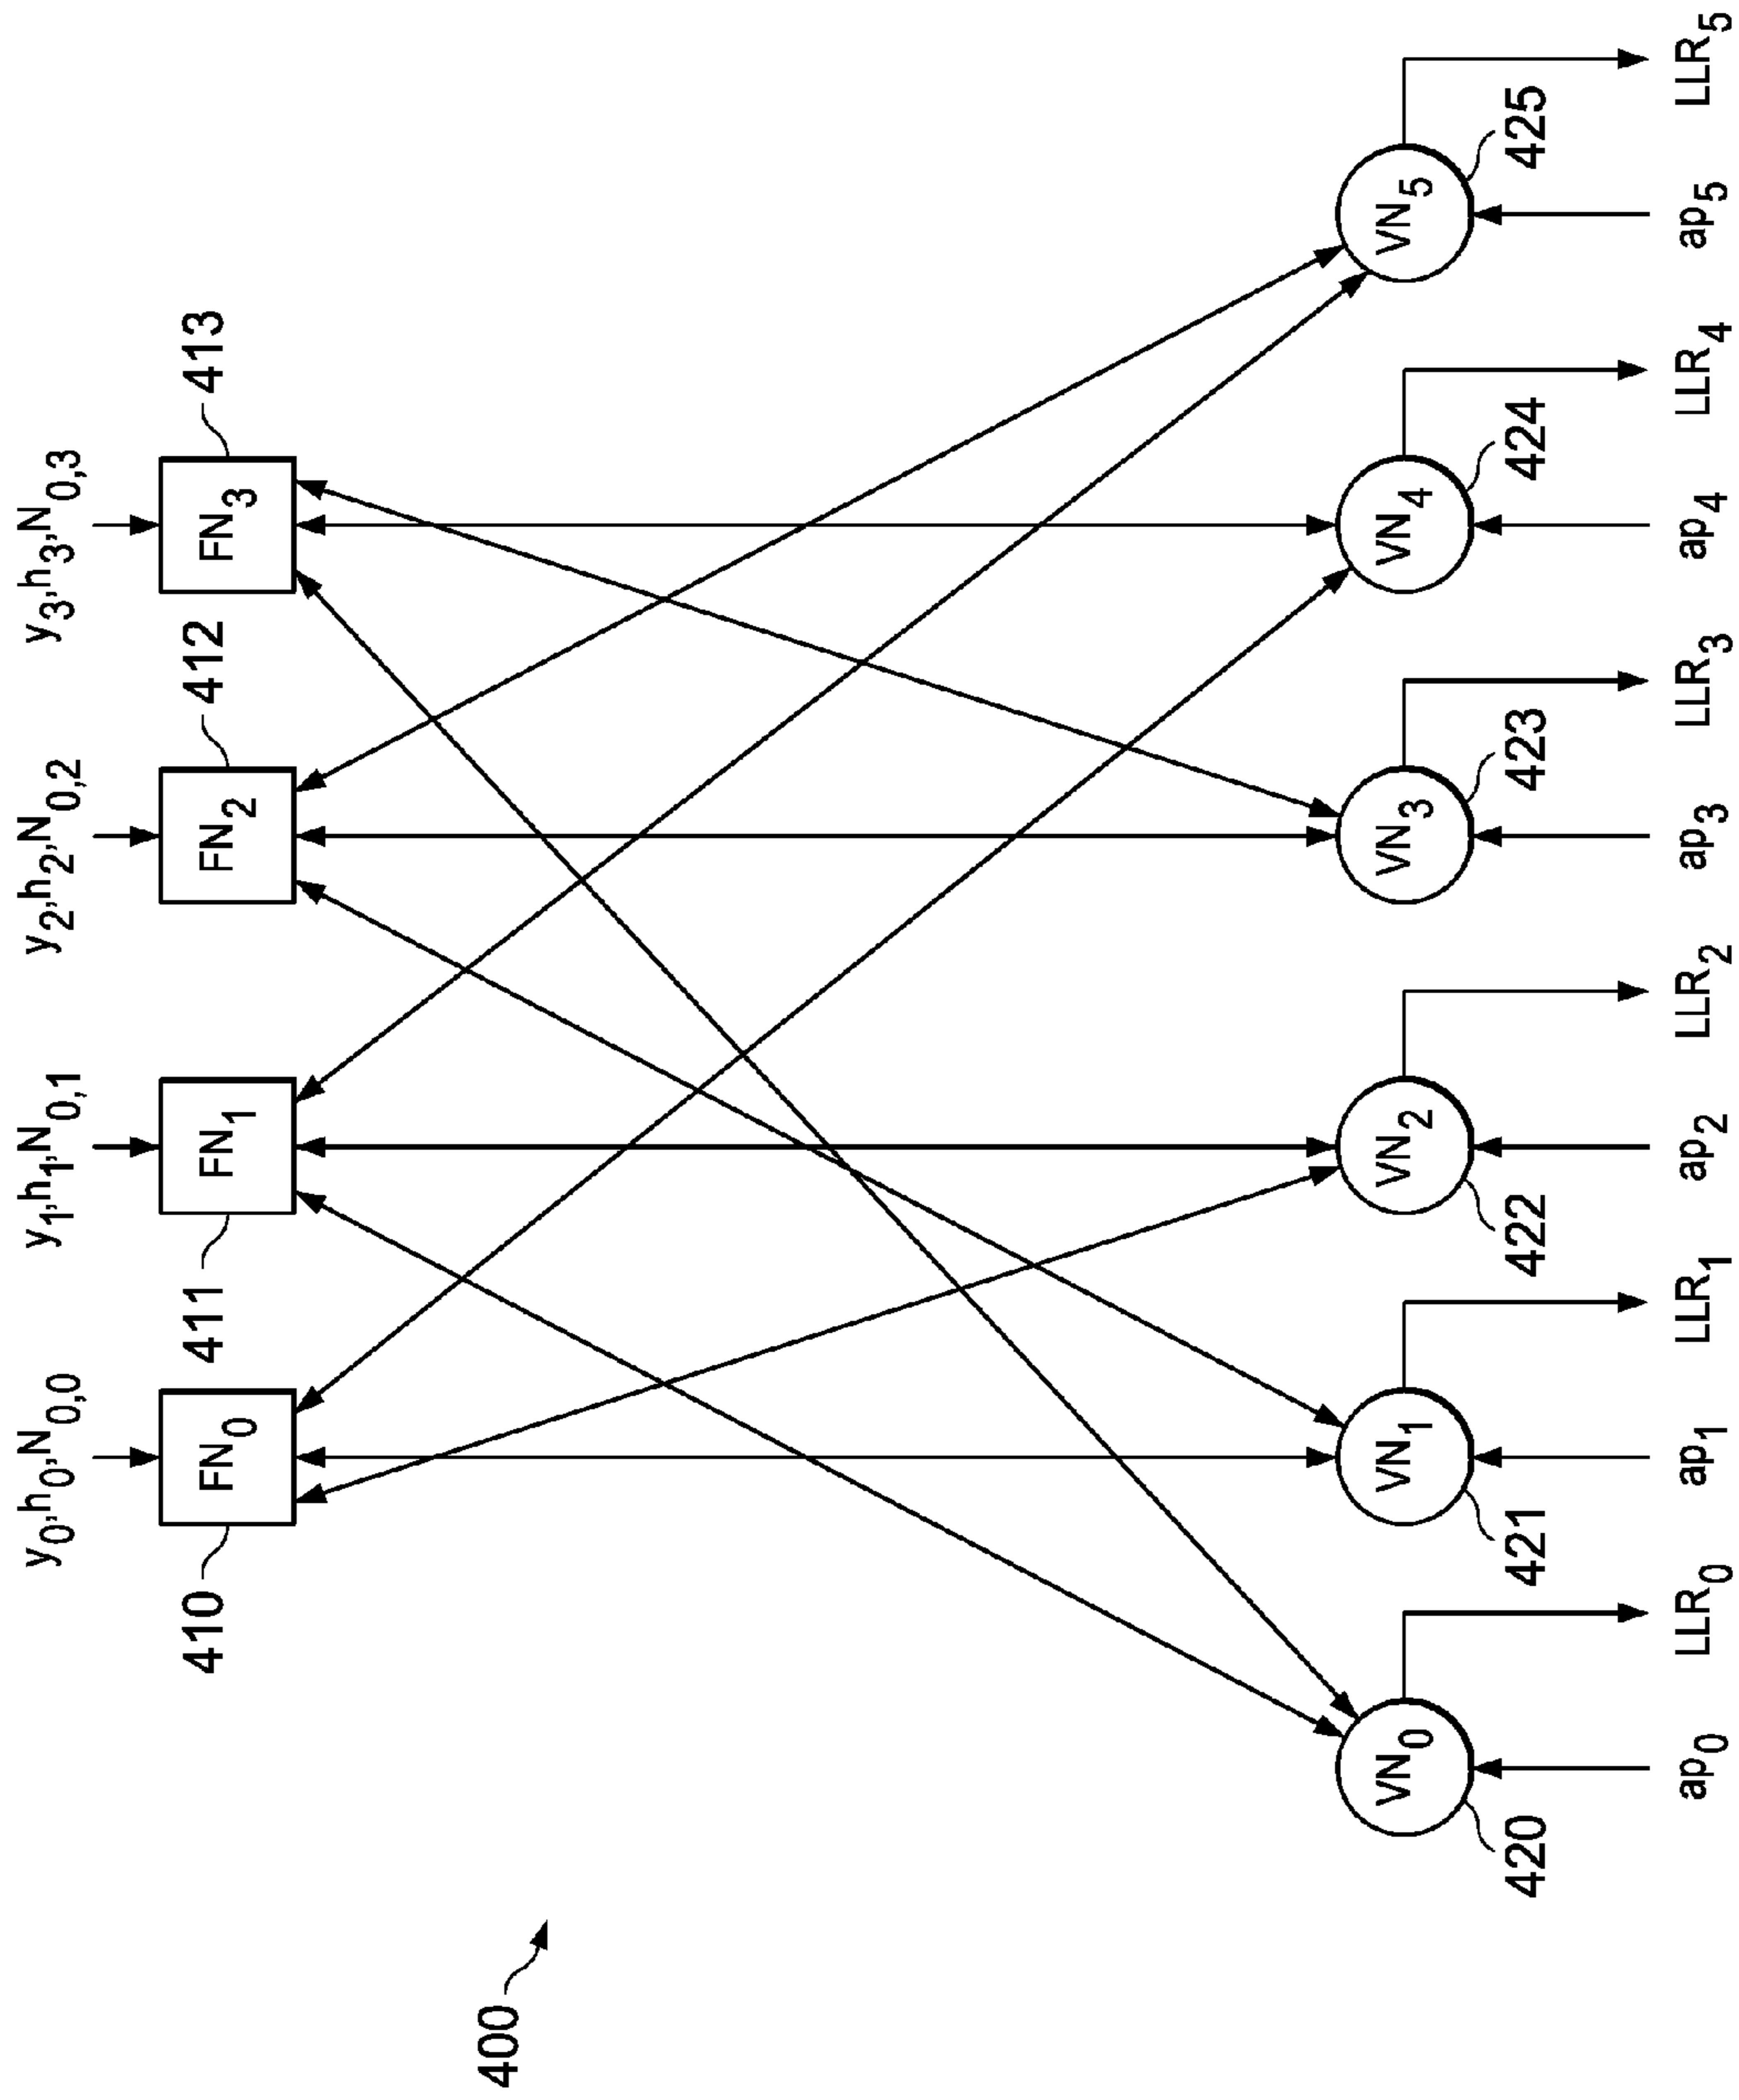 400
y0,h0,N0,0
y1,h1,N0,1
y2,h2,N0,2
y3,h3,N0,3
410
411
412
413
FN0
FN1
FN2
FN3
VN0
VN1
VN2
VN3
VN4
VN5
420
421
422
423
424
425
ap0
LLR0
ap1
LLR1
ap2
LLR2
ap3
LLR3
ap4
LLR4
ap5
LLR5